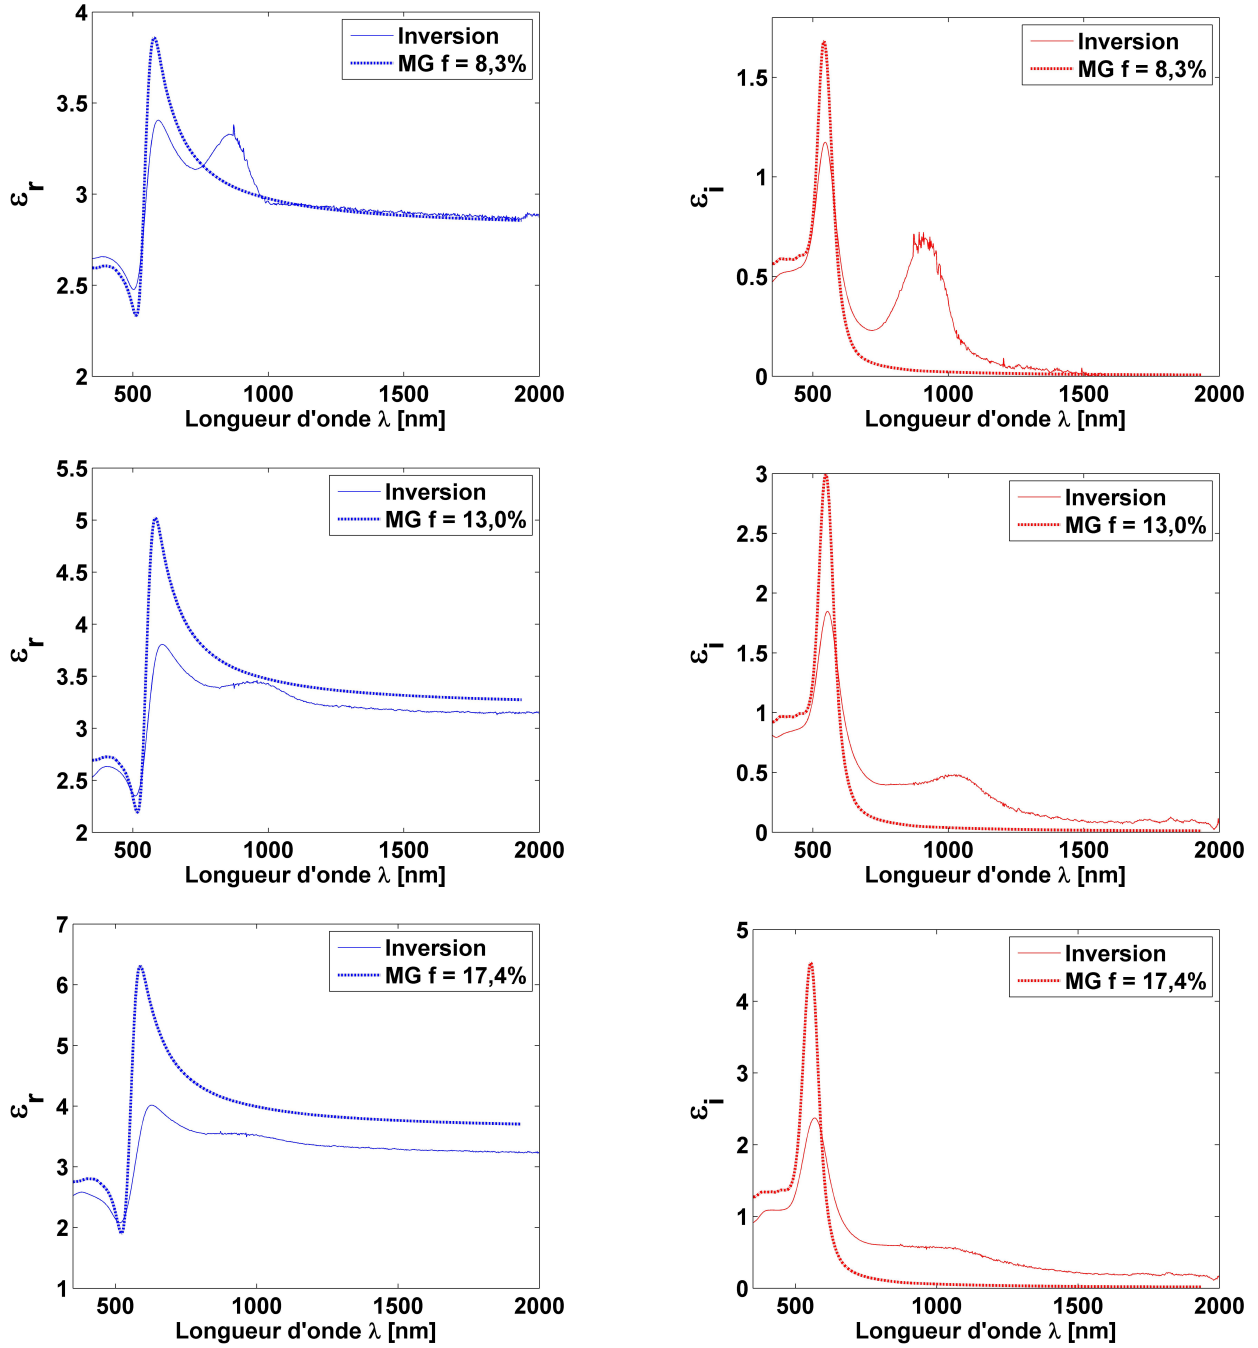 4
3.5
3
2.5
2
500
1000
1500
2000
εr
Longueur d'onde λ [nm]
Inversion
MG f = 8,3%
1.5
1
0.5
0
500
1000
1500
2000
εi
Longueur d'onde λ [nm]
Inversion
MG f = 8,3%
5.5
5
4.5
4
3.5
3
2.5
2
500
1000
1500
2000
εr
Longueur d'onde λ [nm]
Inversion
MG f = 13,0%
3
2.5
2
1.5
1
0.5
0
500
1000
1500
2000
εi
Longueur d'onde λ [nm]
Inversion
MG f = 13,0%
7
6
5
4
3
2
1
500
1000
1500
2000
εr
Longueur d'onde λ [nm]
Inversion
MG f = 17,4%
5
4
3
2
1
0
500
1000
1500
2000
εi
Longueur d'onde λ [nm]
Inversion
MG f = 17,4%